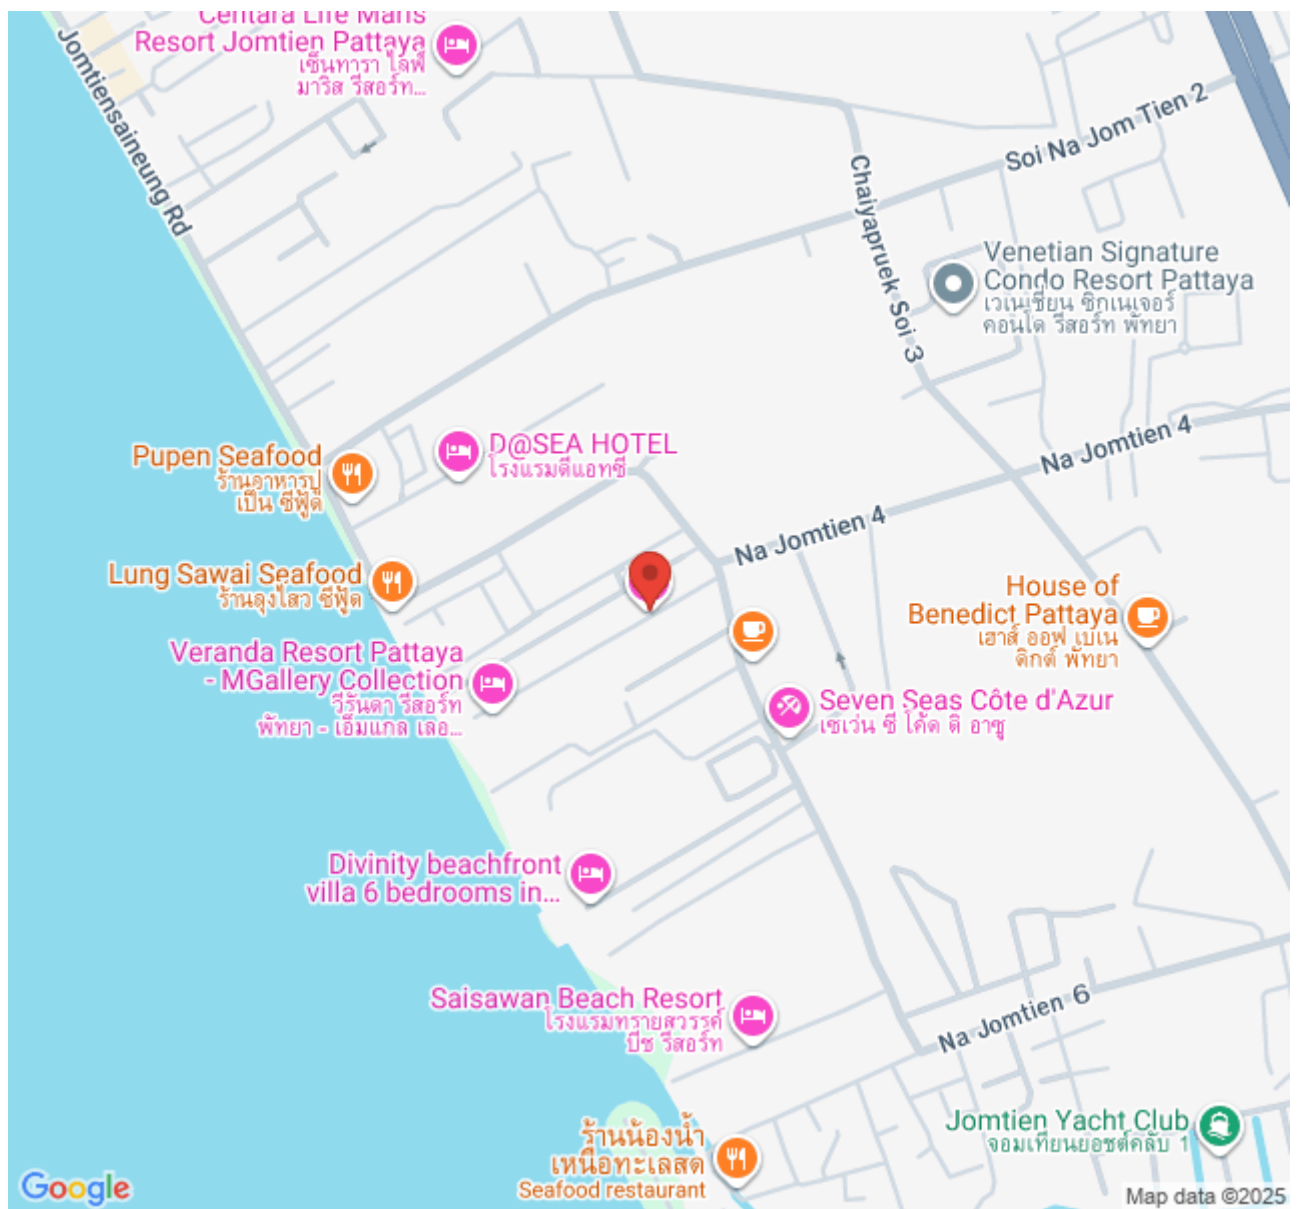 Centara Life Maris
Resort Jomtien Pattaya
เซ็นทารา ไลฟ์
มาริส รีสอร์ท...
Jomtiensaineung Rd
Soi Na Jom Tien 2
Chaiyapruek Soi 3
Venetian Signature
Condo Resort Pattaya
เวเนเชี่ยน ซิกเนเจอร์
คอนโด รีสอร์ท พัทยา
Na Jomtien 4
D@SEA HOTEL
โรงแรมดีแอทซี
Pupen Seafood
ร้านอาหารปู
เป็น ซีฟู้ด
Na Jomtien 4
Lung Sawai Seafood
ร้านลุงไสว ซีฟู้ด
House of
Benedict Pattaya
เฮาส์ ออฟ เบเน
ดิกต์ พัทยา
Veranda Resort Pattaya
- MGallery Collection
วีรันดา รีสอร์ท
พัทยา - เอ็มแกล เลอ...
Seven Seas Côte d'Azur
เซเว่น ซี โค้ด ดิ อาซู
Divinity beachfront
villa 6 bedrooms in...
Saisawan Beach Resort
โรงแรมทรายสวรรค์
บีช รีสอร์ท
Na Jomtien 6
Jomtien Yacht Club
จอมเทียนยอชต์คลับ 1
ร้านน้องน้ำ
เหนือทะเลสด
Seafood restaurant
Google
Map data ©2025